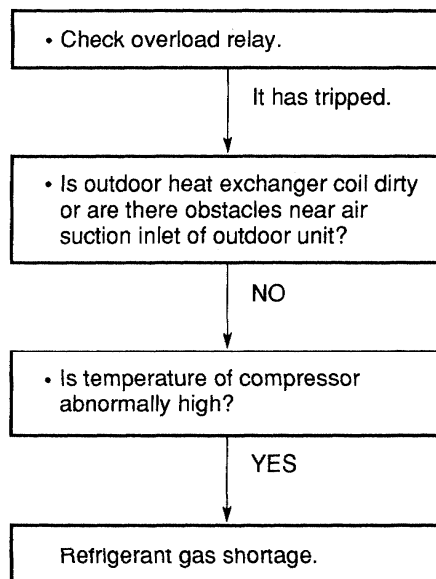 • Check overload relay.
It has tripped.
• Is outdoor heat exchanger coil dirty
or are there obstacles near air
suction inlet of outdoor unit?
NO
• Is temperature of compressor
abnormally high?
YES
Refrigerant gas shortage.